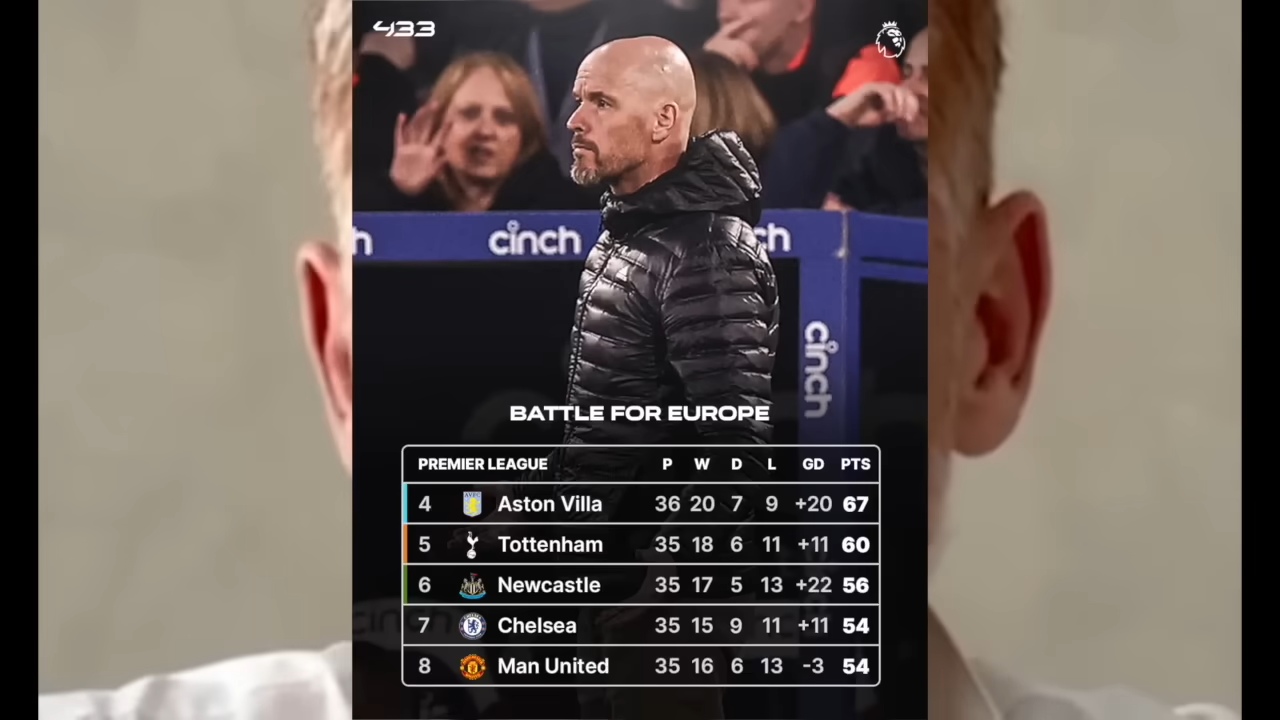 433
cinch
cinch
BATTLE FOR EUROPE
PREMIER LEAGUE P W D L GD PTS
4 Aston Villa 36 20 7 9 +20 67
5 Tottenham 35 18 6 11 +11 60
6 Newcastle 35 17 5 13 +22 56
7 Chelsea 35 15 9 11 +11 54
8 Man United 35 16 6 13 -3 54